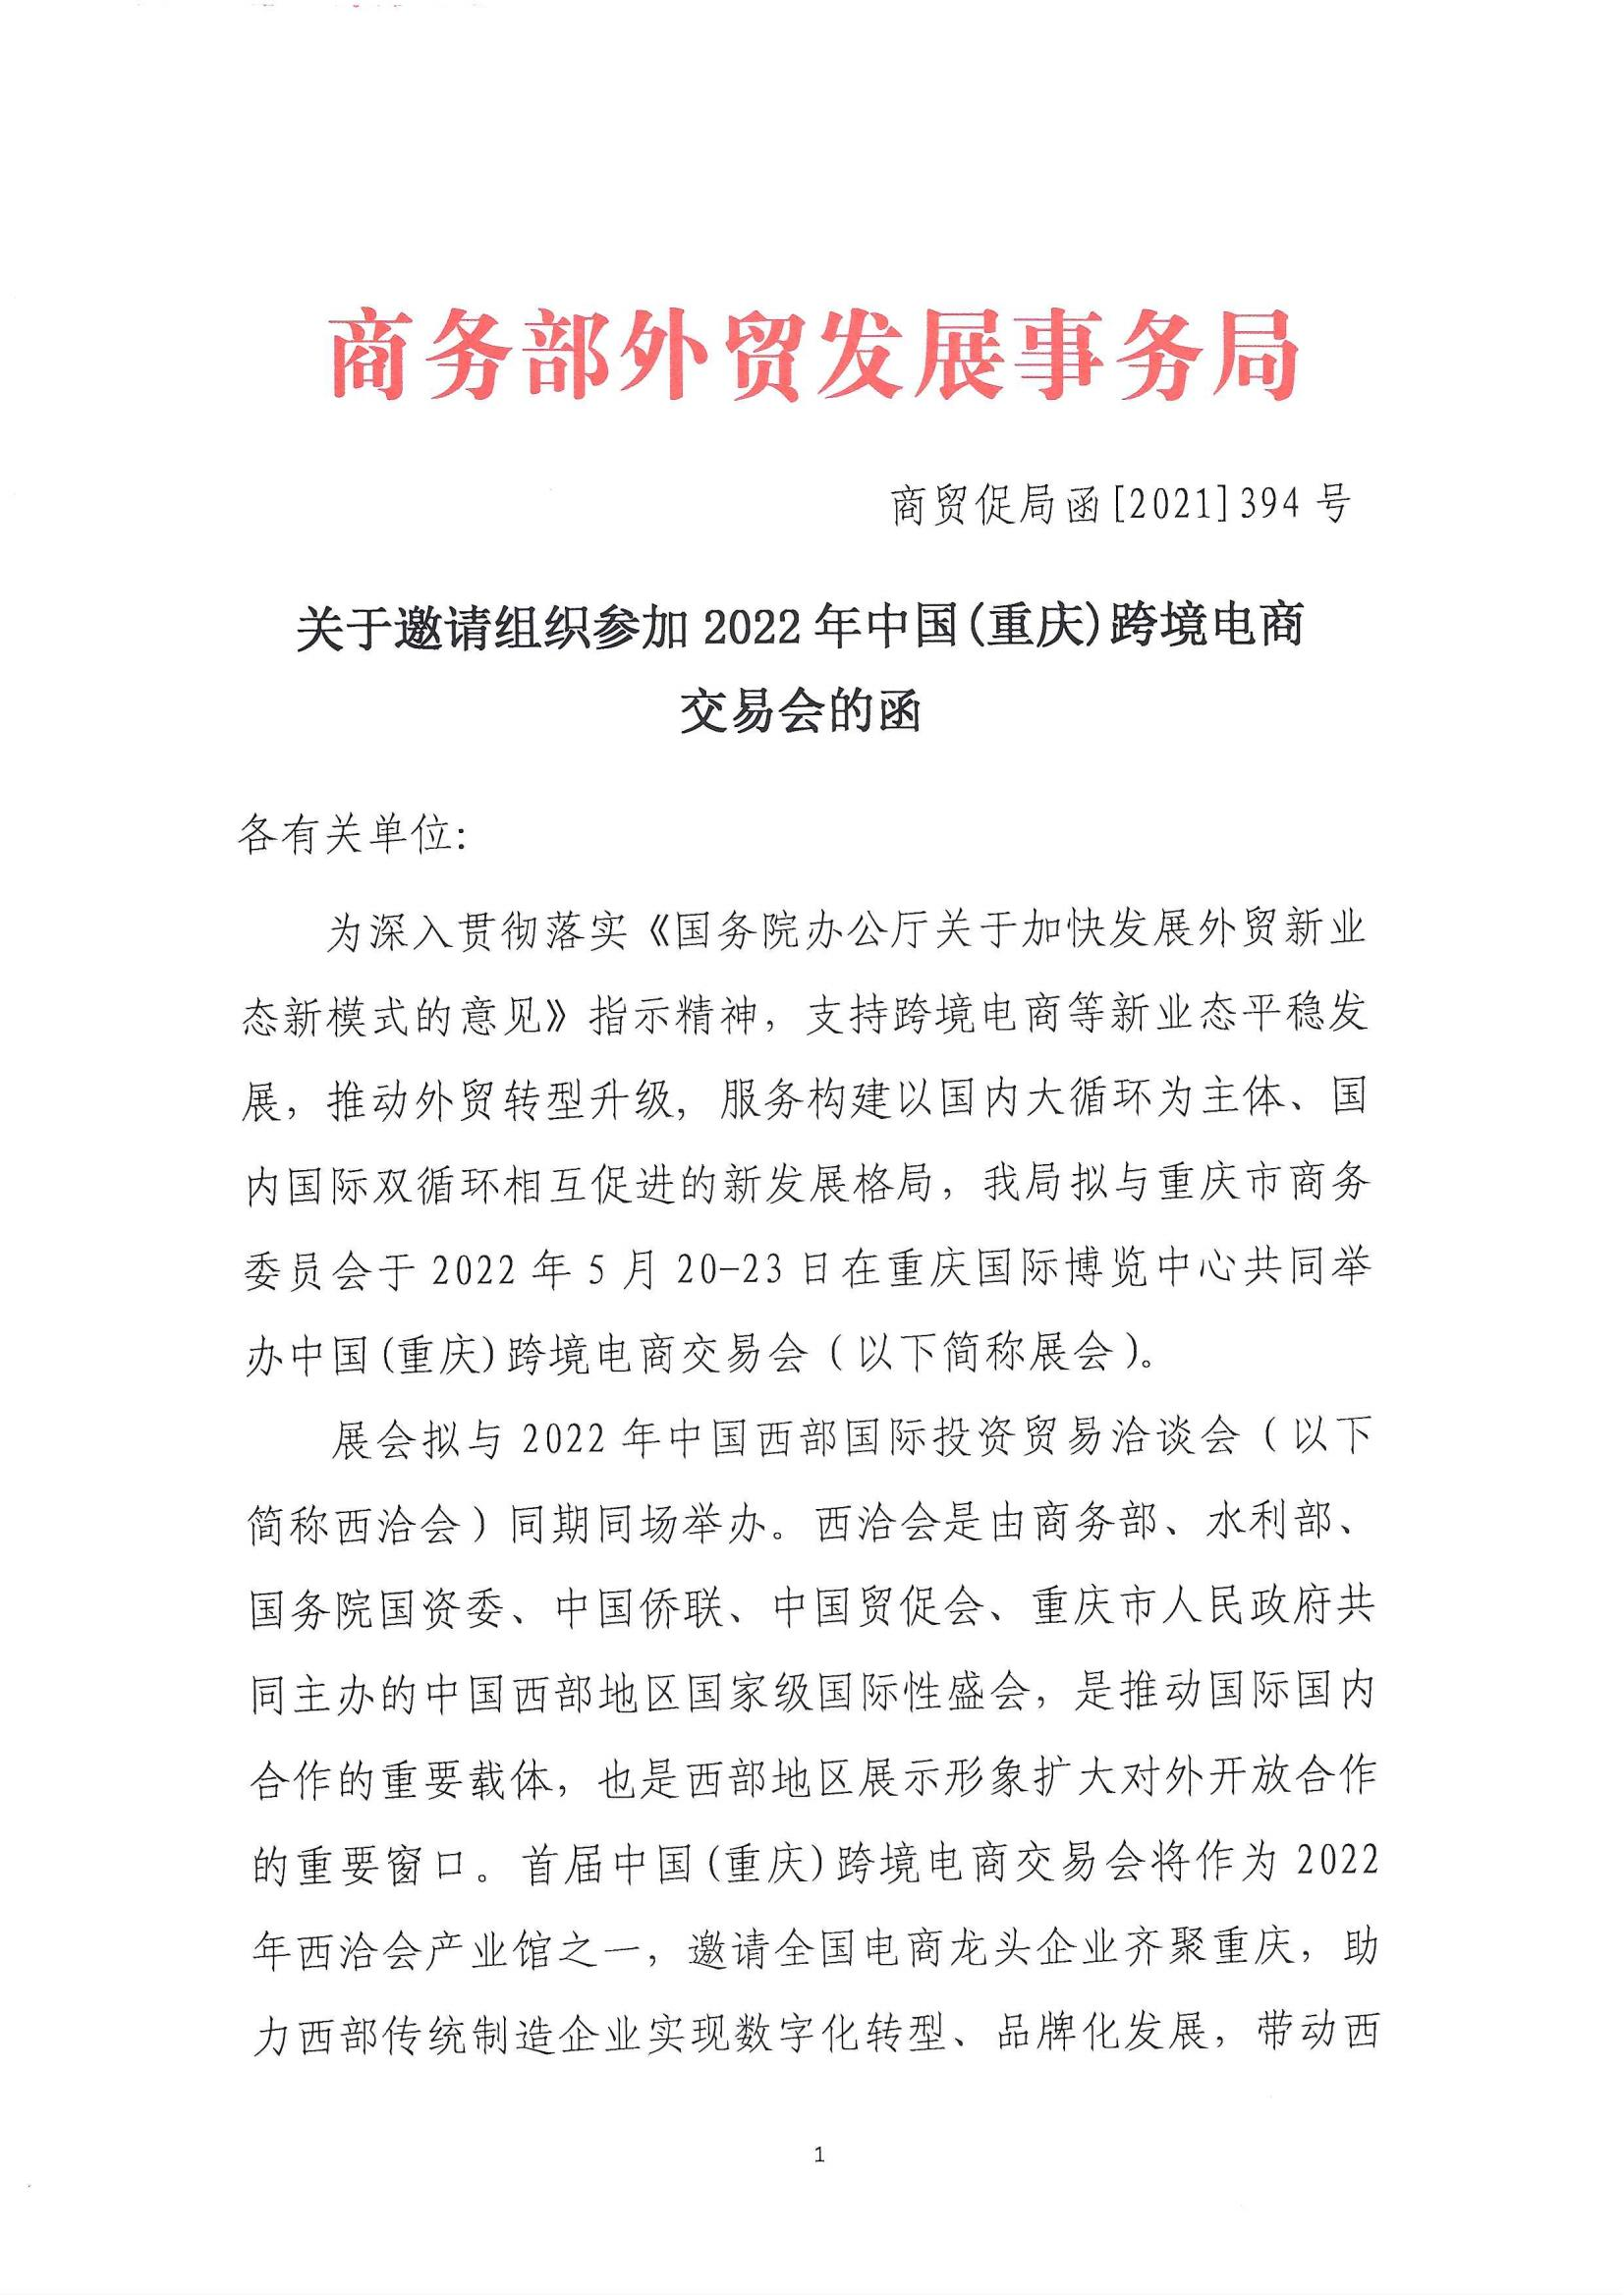 商务部外贸发展事务局
商贸促局函[2021]394号
关于邀请组织参加2022年中国(重庆)跨境电商
交易会的函
各有关单位:
为深入贯彻落实《国务院办公厅关于加快发展外贸新业
态新模式的意见》指示精神，支持跨境电商等新业态平稳发
展，推动外贸转型升级，服务构建以国内大循环为主体、国
内国际双循环相互促进的新发展格局，我局拟与重庆市商务
委员会于2022年5月20-23日在重庆国际博览中心共同举
办中国(重庆)跨境电商交易会（以下简称展会）。
展会拟与2022年中国西部国际投资贸易洽谈会（以下
简称西洽会）同期同场举办。西洽会是由商务部、水利部、
国务院国资委、中国侨联、中国贸促会、重庆市人民政府共
同主办的中国西部地区国家级国际性盛会，是推动国际国内
合作的重要载体，也是西部地区展示形象扩大对外开放合作
的重要窗口。首届中国(重庆)跨境电商交易会将作为2022
年西洽会产业馆之一，邀请全国电商龙头企业齐聚重庆，助
力西部传统制造企业实现数字化转型、品牌化发展，带动西
1